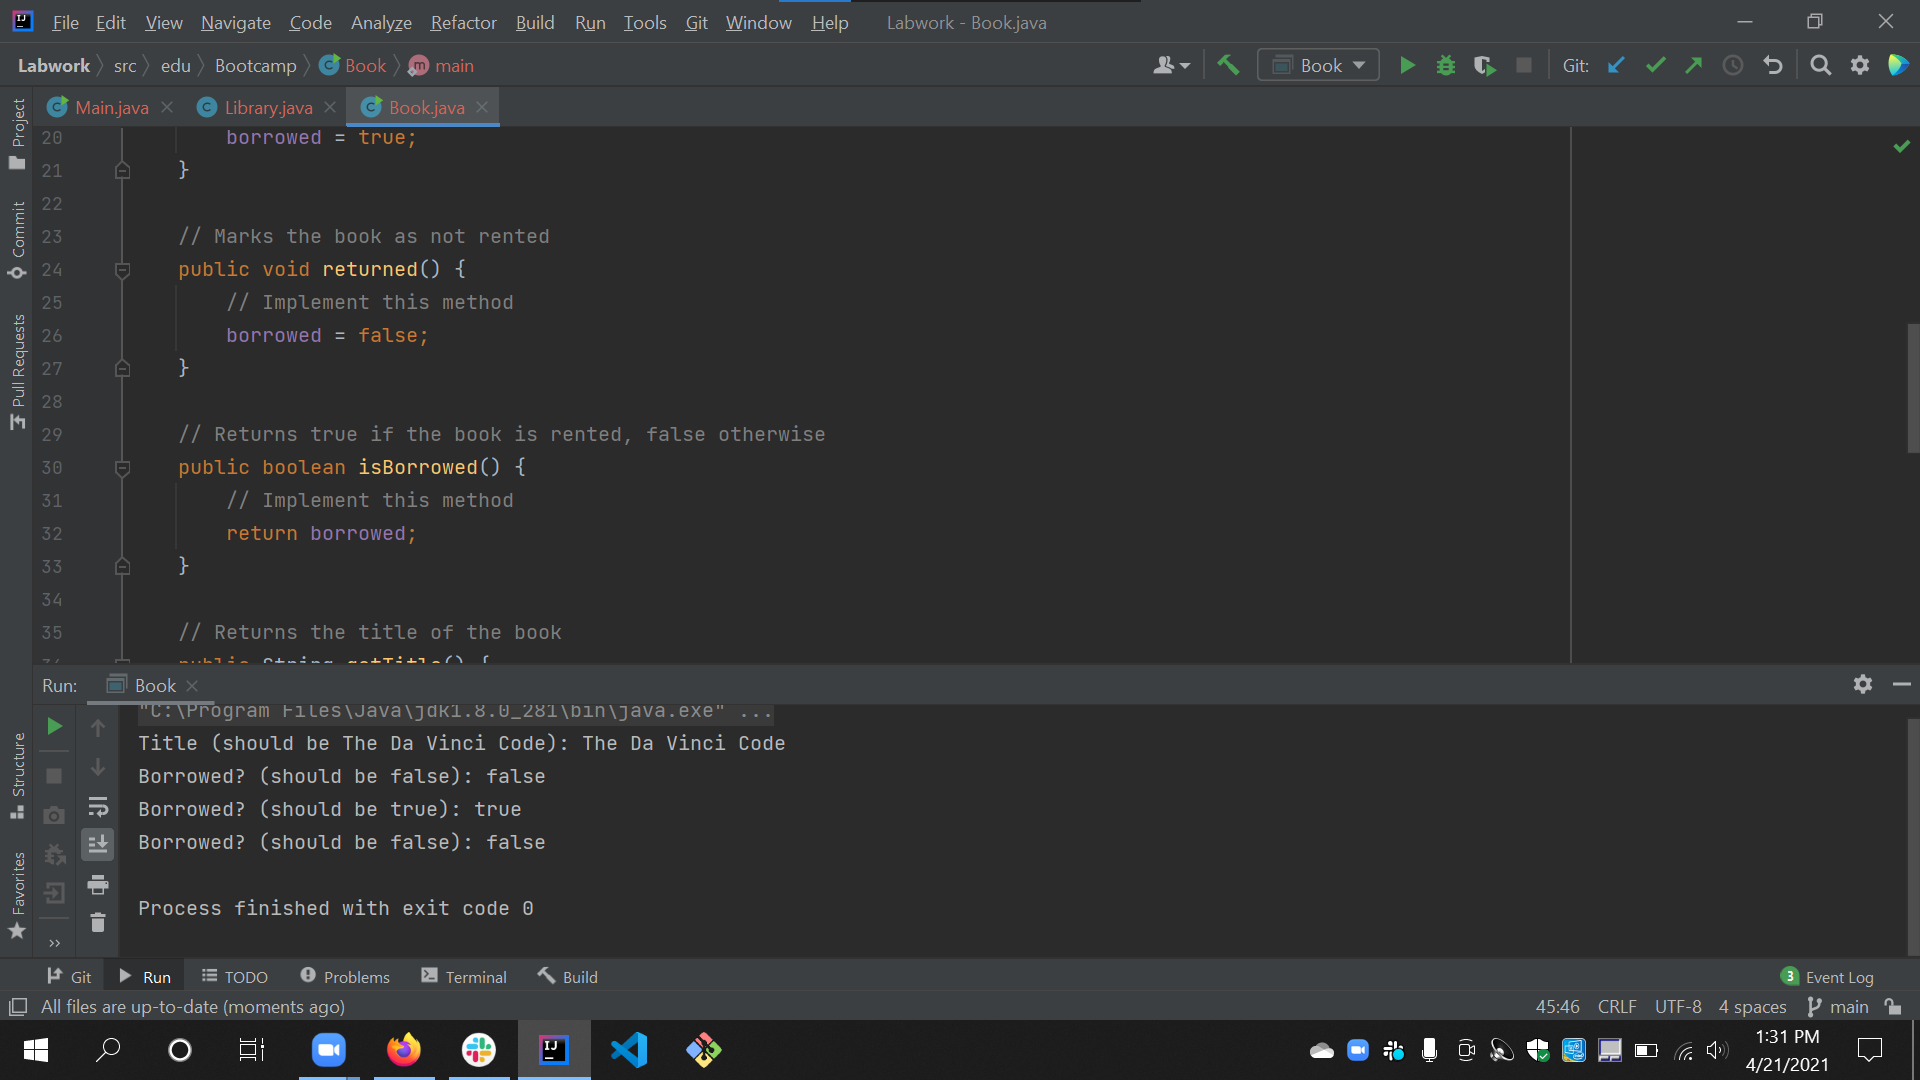 File Edit View Navigate Code Analyze Refactor Build Run Tools Git Window Help Labwork - Book.java
Labwork src edu Bootcamp Book main Book Git:
Main.java Library.java Book.java
Project
Commit
Pull Requests
Structure
Favorites
20 borrowed = true;
21 }
22
23 // Marks the book as not rented
24 public void returned() {
25 // Implement this method
26 borrowed = false;
27 }
28
29 // Returns true if the book is rented, false otherwise
30 public boolean isBorrowed() {
31 // Implement this method
32 return borrowed;
33 }
34
35 // Returns the title of the book
public String getTitle() {
Run: Book
"C:\Program Files\Java\jdk1.8.0_281\bin\java.exe" ...
Title (should be The Da Vinci Code): The Da Vinci Code
Borrowed? (should be false): false
Borrowed? (should be true): true
Borrowed? (should be false): false
Process finished with exit code 0
Git Run TODO Problems Terminal Build 3 Event Log
All files are up-to-date (moments ago) 45:46 CRLF UTF-8 4 spaces main
1:31 PM
4/21/2021